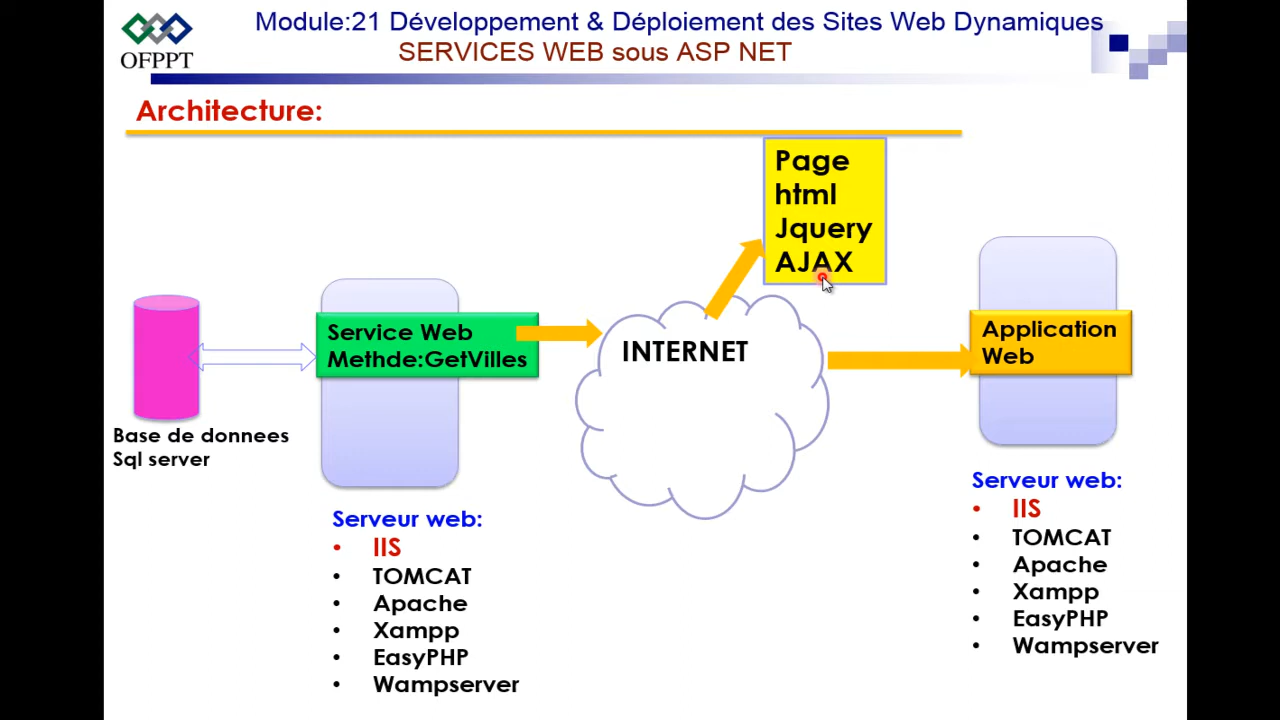 OFPPT
Module:21 Développement & Déploiement des Sites Web Dynamiques
SERVICES WEB sous ASP NET
Architecture:
Page
html
Jquery
AJAX
Service Web
Methde:GetVilles
INTERNET
Application
Web
Base de donnees
Sql server
Serveur web:
• IIS
• TOMCAT
• Apache
• Xampp
• EasyPHP
• Wampserver
Serveur web:
• IIS
• TOMCAT
• Apache
• Xampp
• EasyPHP
• Wampserver